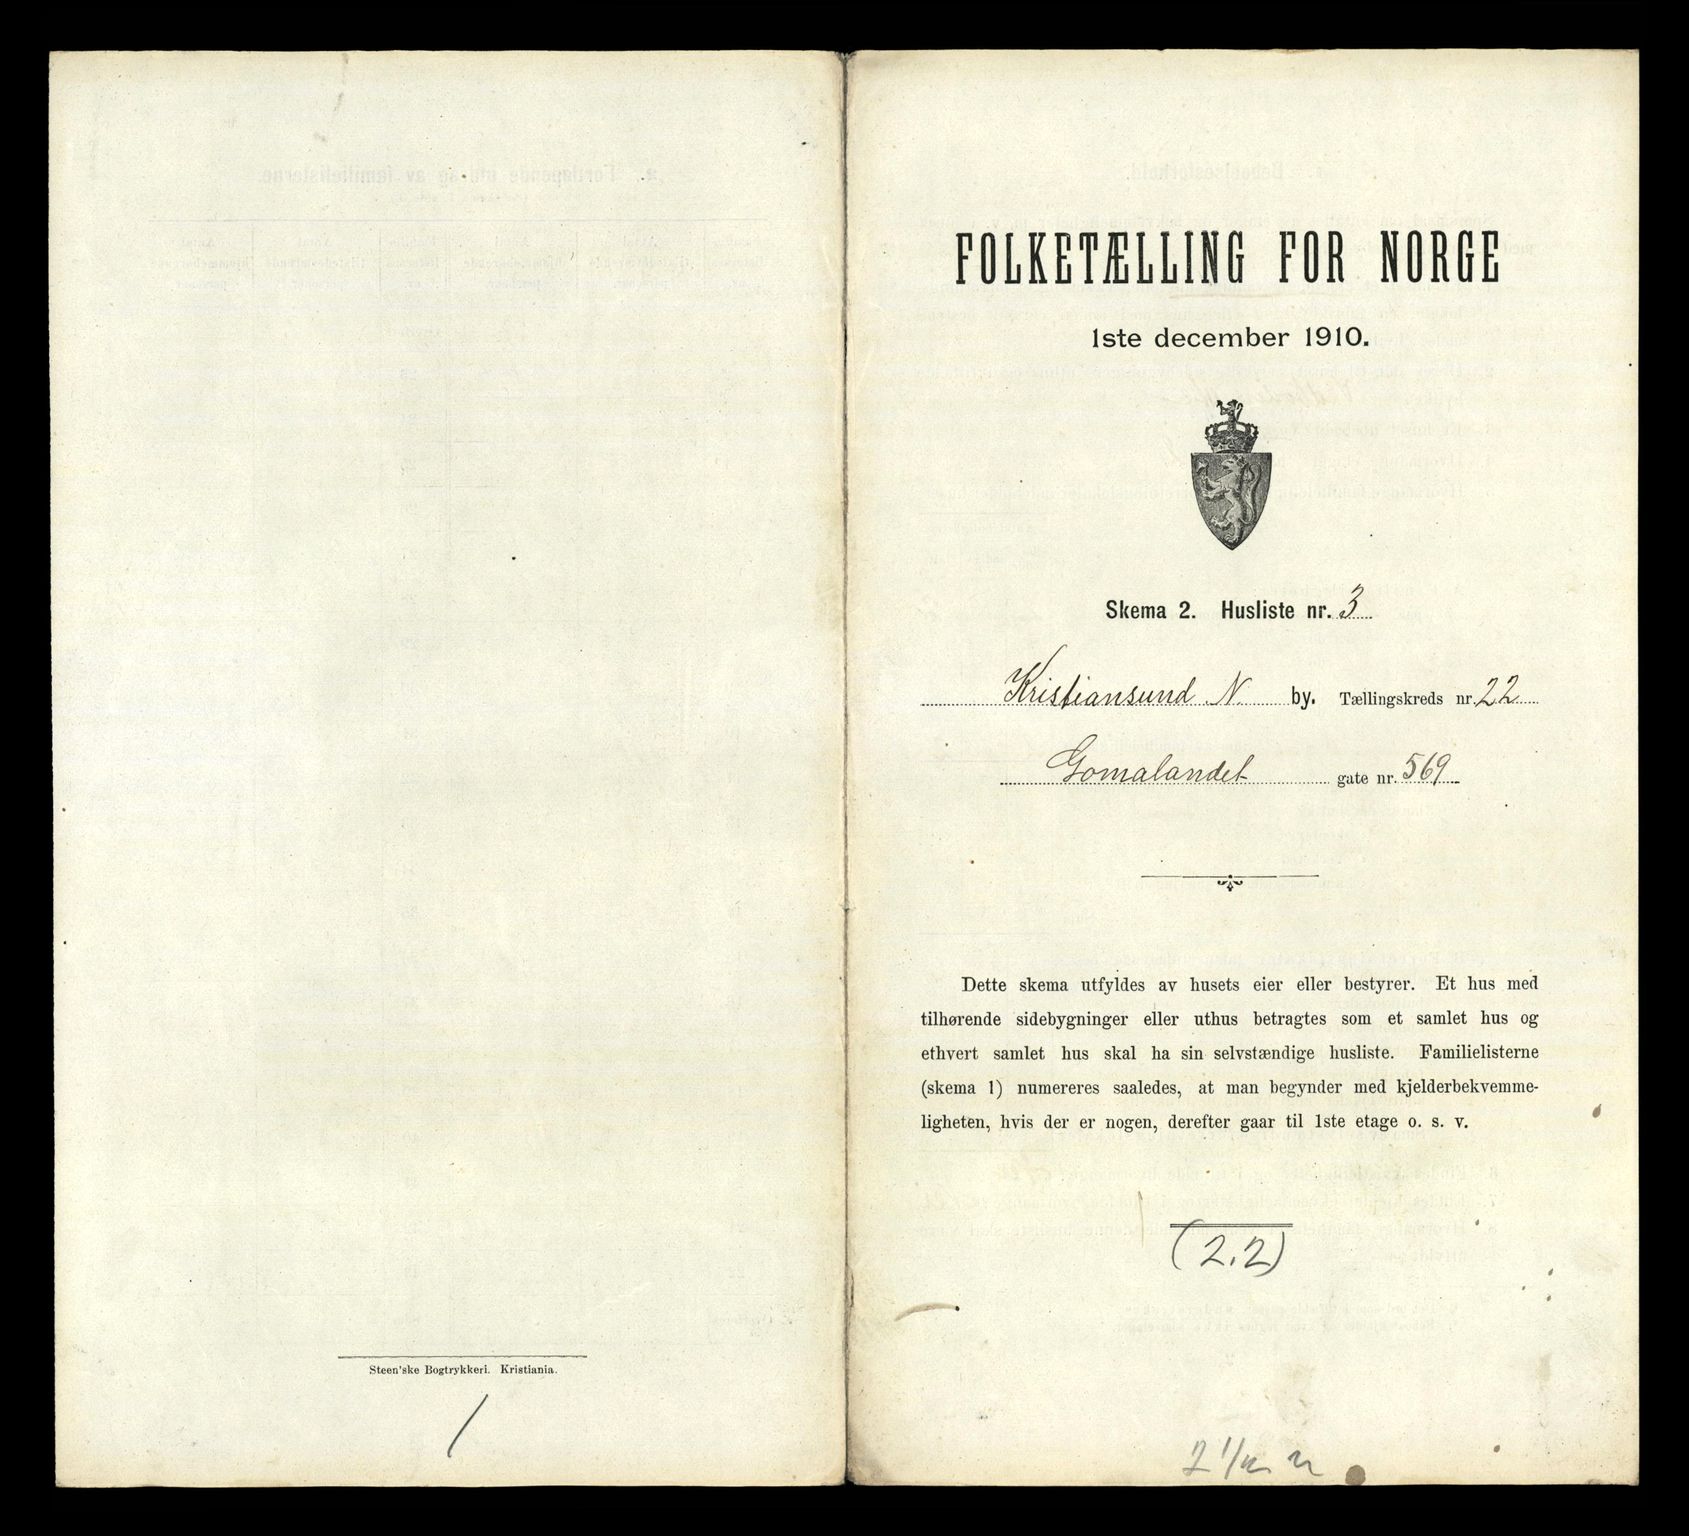 Steen'ske Bogtrykkeri. Kristiania.
/
FOLKETÆLLING FOR NORGE
1ste december 1910.
Skema 2. Husliste nr. 3
Kristiansund N by. Tællingskreds nr. 22
Gomalandet gate nr. 569
Dette skema utfyldes av husets eier eller bestyrer. Et hus med
tilhørende sidebygninger eller uthus betragtes som et samlet hus og
ethvert samlet hus skal ha sin selvstændige husliste. Familielisterne
(skema 1) numereres saaledes, at man begynder med kjelderbekvemme-
ligheten, hvis der er nogen, derefter gaar til 1ste etage o. s. v.
(2.2)